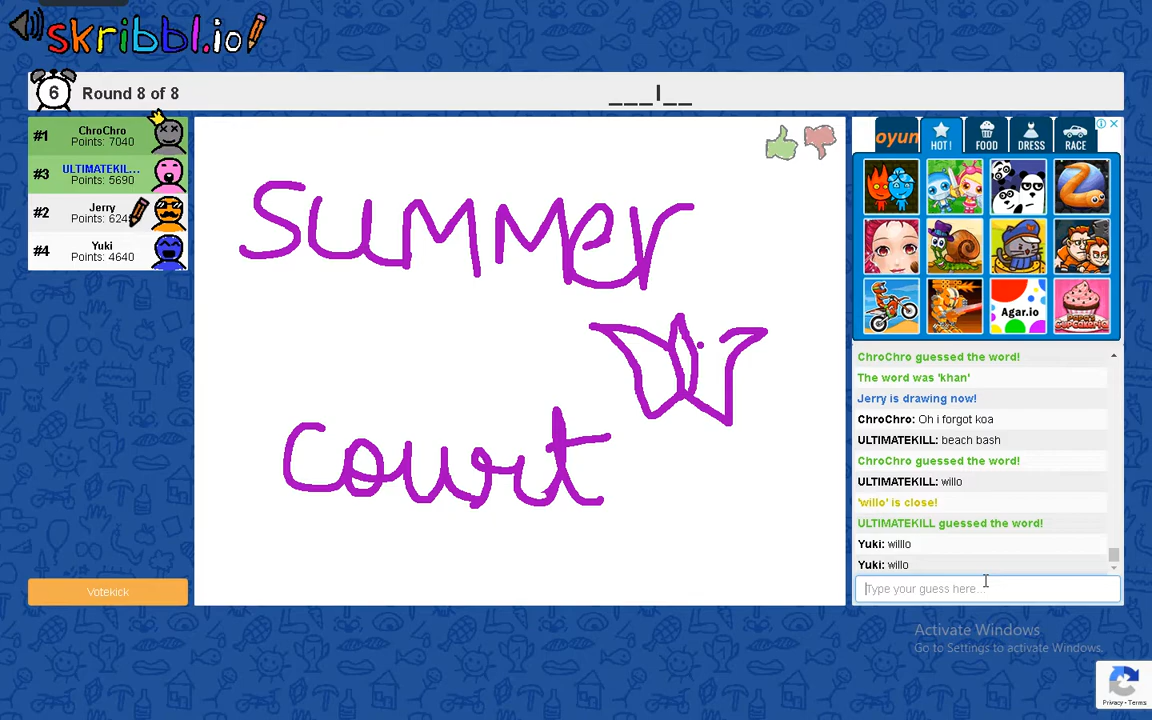 skribbl.io
6 Round 8 of 8 ___l__
#1 ChroChro
Points: 7040
#3 ULTIMATEKIL...
Points: 5690
#2 Jerry
#4 Yuki
Points: 4640
Votekick
summer
court
oyun HOT! FOOD DRESS RACE
Agar.io
ChroChro guessed the word!
The word was 'khan'
Jerry is drawing now!
ChroChro: Oh i forgot koa
ULTIMATEKILL: beach bash
ChroChro guessed the word!
ULTIMATEKILL: willo
'willo' is close!
ULTIMATEKILL guessed the word!
Yuki: willlo
Yuki: willo
Type your guess here...
Activate Windows
Go to Settings to activate Windows.
Privacy - Terms